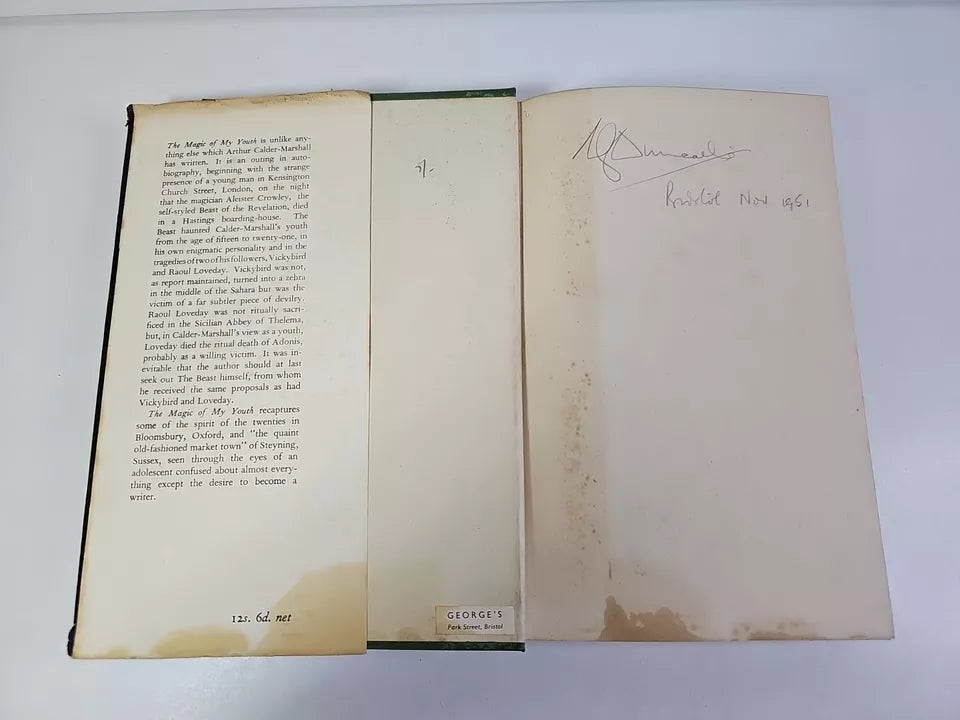 The Magic of My Youth is unlike any-
thing else which Arthur Calder-Marshall
has written. It is an outing in auto-
biography, beginning with the strange
presence of a young man in Kensington
Church Street, London, on the night
that the magician Aleister Crowley, the
self-styled Beast of the Revelation, died
in a Hastings boarding-house. The
Beast haunted Calder-Marshall's youth
from the age of fifteen to twenty-one, in
his own enigmatic personality and in the
tragedies of two of his followers, Vickybird
and Raoul Loveday. Vickybird was not,
as report maintained, turned into a zebra
in the middle of the Sahara but was the
victim of a far subtler piece of devilry.
Raoul Loveday was not ritually sacri-
ficed in the Sicilian Abbey of Thelema,
but, in Calder-Marshall's view as a youth,
Loveday died the ritual death of Adonis,
probably as a willing victim. It was in-
evitable that the author should at last
seek out The Beast himself, from whom
he received the same proposals as had
Vickybird and Loveday.
The Magic of My Youth recaptures
some of the spirit of the twenties in
Bloomsbury, Oxford, and "the quaint
old-fashioned market town" of Steyning,
Sussex, seen through the eyes of an
adolescent confused about almost every-
thing except the desire to become a
writer.
12s. 6d. net
GEORGE'S
Park Street, Bristol
Bristol Nov 1951